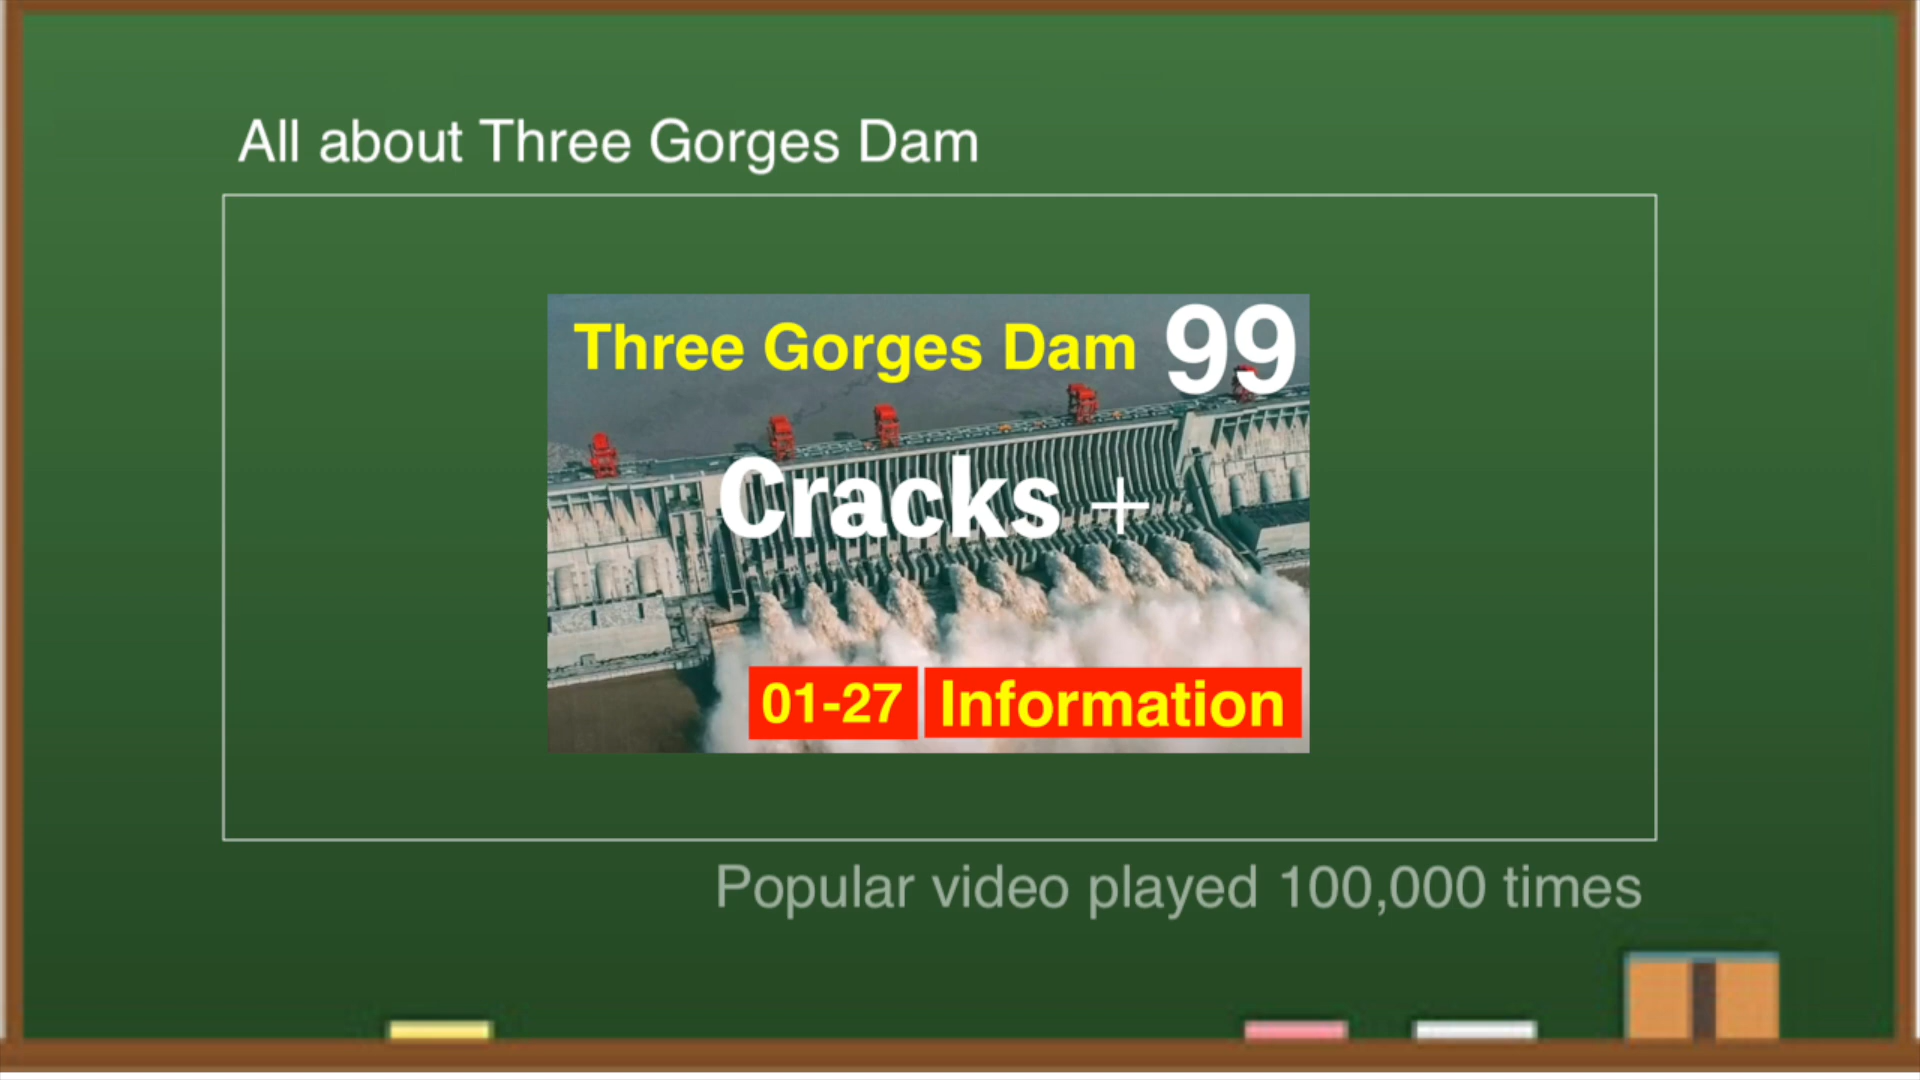 All about Three Gorges Dam
Three Gorges Dam 99
Cracks +
01-27 Information
Popular video played 100,000 times